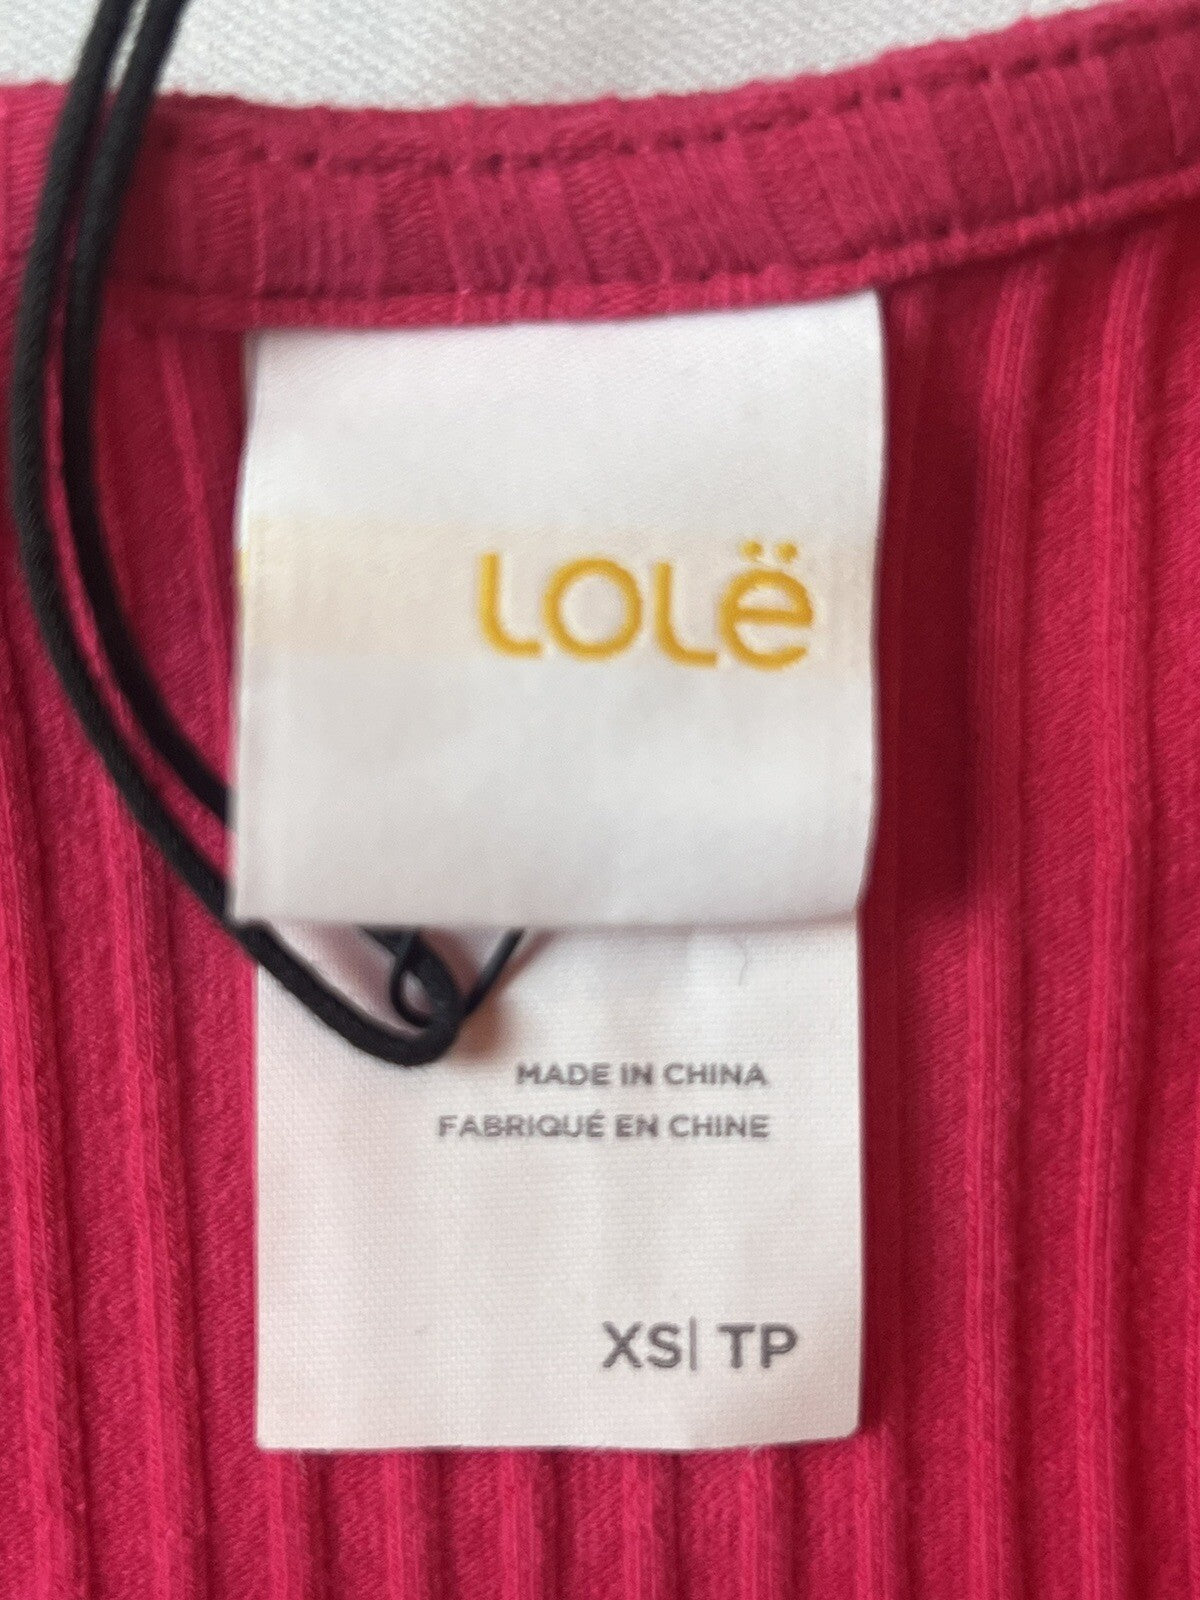 LOLË
MADE IN CHINA
FABRIQUÉ EN CHINE
XS| TP